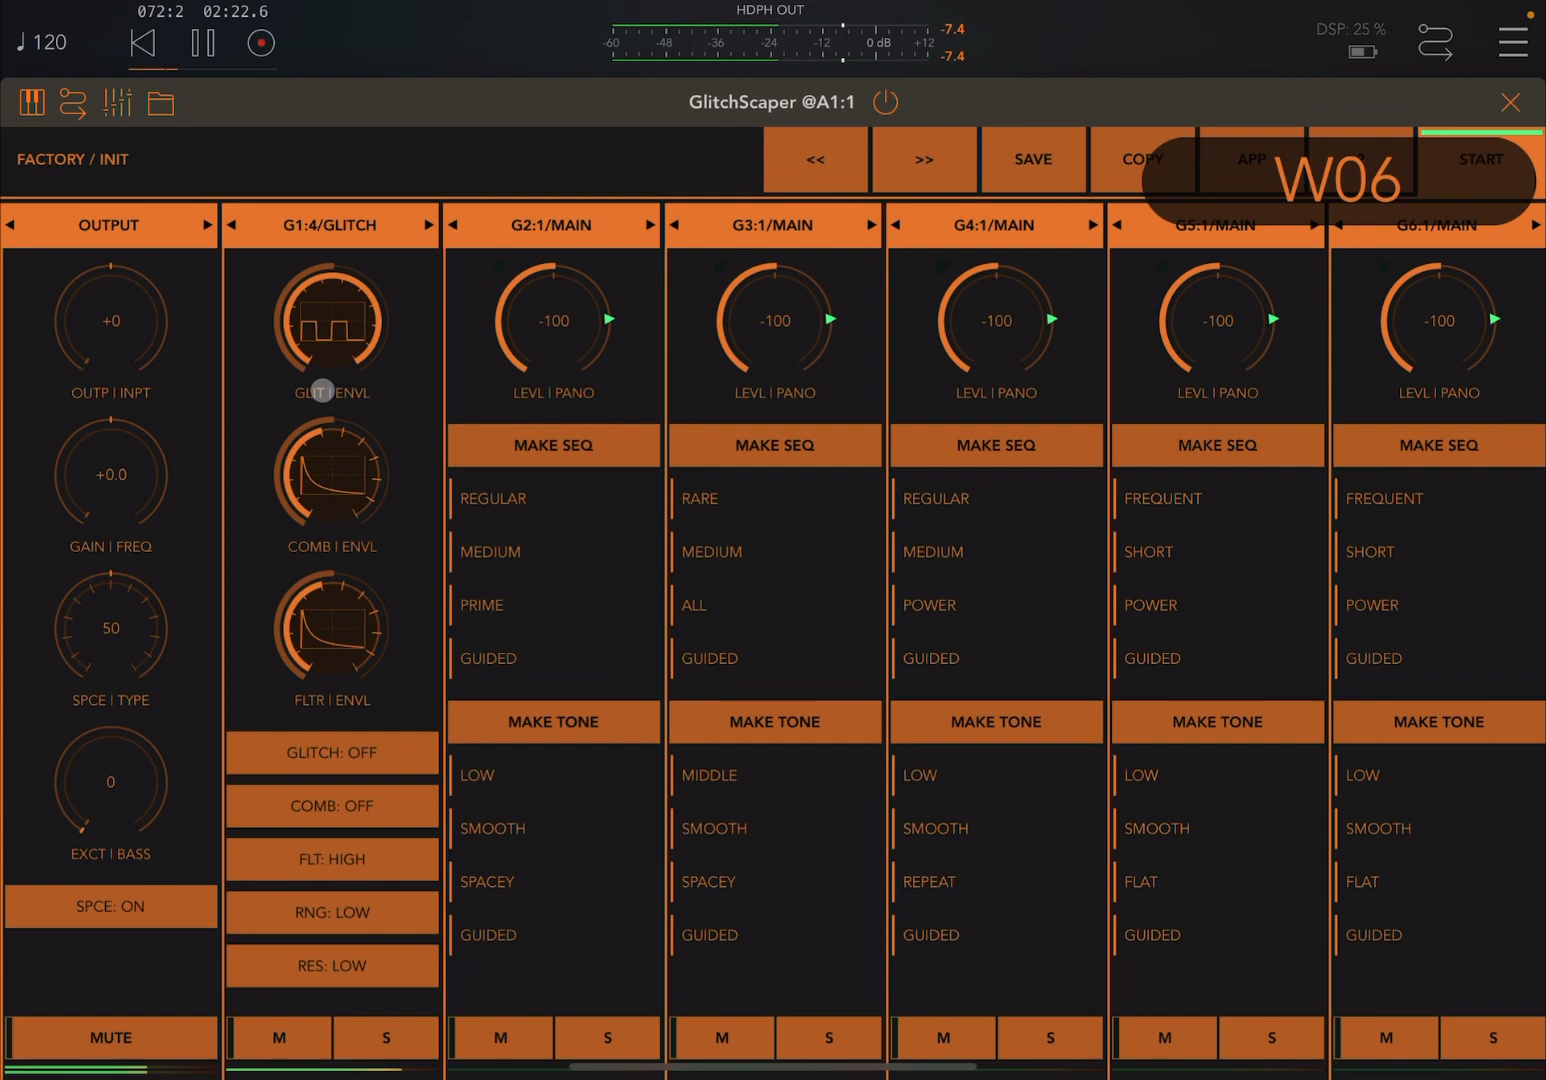 072:2 02:22.6
HDPH OUT
♩ 120
-60 -48 -36 -24 -12 0 dB +12
-7.4
-7.4
DSP: 25 %
GlitchScaper @A1:1
FACTORY / INIT
<< >> SAVE COPY APP START
W06
OUTPUT G1:4/GLITCH G2:1/MAIN G3:1/MAIN G4:1/MAIN G5:1/MAIN G6:1/MAIN
+0 -100 -100 -100 -100 -100
OUTP | INPT GLIT | ENVL LEVL | PANO LEVL | PANO LEVL | PANO LEVL | PANO LEVL | PANO
MAKE SEQ MAKE SEQ MAKE SEQ MAKE SEQ MAKE SEQ
+0.0
REGULAR RARE REGULAR FREQUENT FREQUENT
GAIN | FREQ COMB | ENVL
MEDIUM MEDIUM MEDIUM SHORT SHORT
PRIME ALL POWER POWER POWER
50
GUIDED GUIDED GUIDED GUIDED GUIDED
SPCE | TYPE FLTR | ENVL
MAKE TONE MAKE TONE MAKE TONE MAKE TONE MAKE TONE
GLITCH: OFF
0
LOW MIDDLE LOW LOW LOW
COMB: OFF
SMOOTH SMOOTH SMOOTH SMOOTH SMOOTH
EXCT | BASS
FLT: HIGH
SPACEY SPACEY REPEAT FLAT FLAT
SPCE: ON
RNG: LOW
GUIDED GUIDED GUIDED GUIDED GUIDED
RES: LOW
MUTE M S M S M S M S M S M S